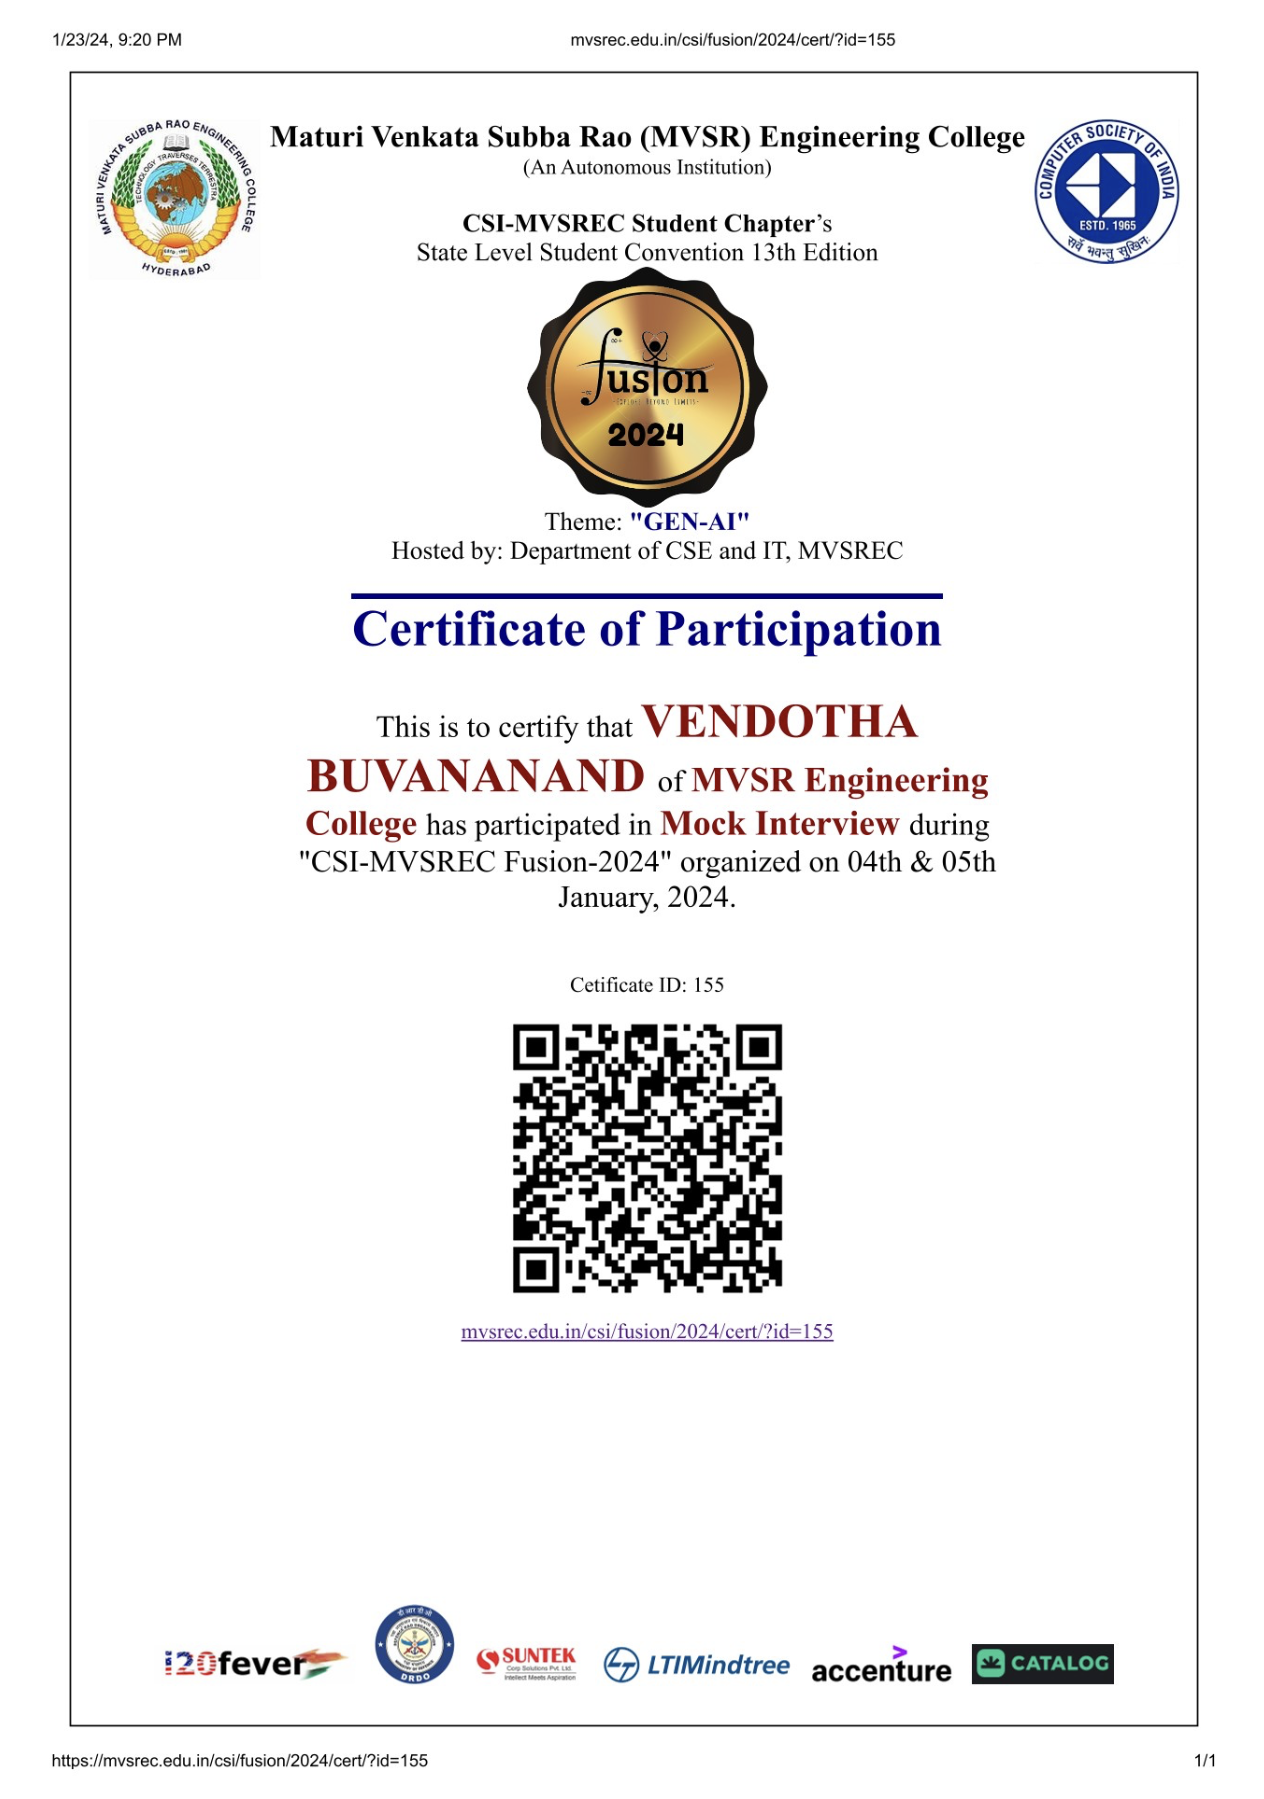 1/23/24, 9:20 PM
mvsrec.edu.in/csi/fusion/2024/cert/?id=155
MATURI VENKATA SUBBA RAO ENGINEERING COLLEGE
TECHNOLOGY TRAVERSES TERRESTRIA
HYDERABAD
Maturi Venkata Subba Rao (MVSR) Engineering College
(An Autonomous Institution)
COMPUTER SOCIETY OF INDIA
ESTD. 1965
सर्वे भवन्तु सुखिनः
CSI-MVSREC Student Chapter’s
State Level Student Convention 13th Edition
fusion
2024
Theme: "GEN-AI"
Hosted by: Department of CSE and IT, MVSREC
Certificate of Participation
This is to certify that VENDOTHA
BUVANANAND of MVSR Engineering
College has participated in Mock Interview during
"CSI-MVSREC Fusion-2024" organized on 04th & 05th
January, 2024.
Cetificate ID: 155
mvsrec.edu.in/csi/fusion/2024/cert/?id=155
i20fever
DRDO
SUNTEK
Corp Solutions Pvt. Ltd.
Intellect Meets Aspiration
LTIMindtree
accenture
CATALOG
https://mvsrec.edu.in/csi/fusion/2024/cert/?id=155
1/1